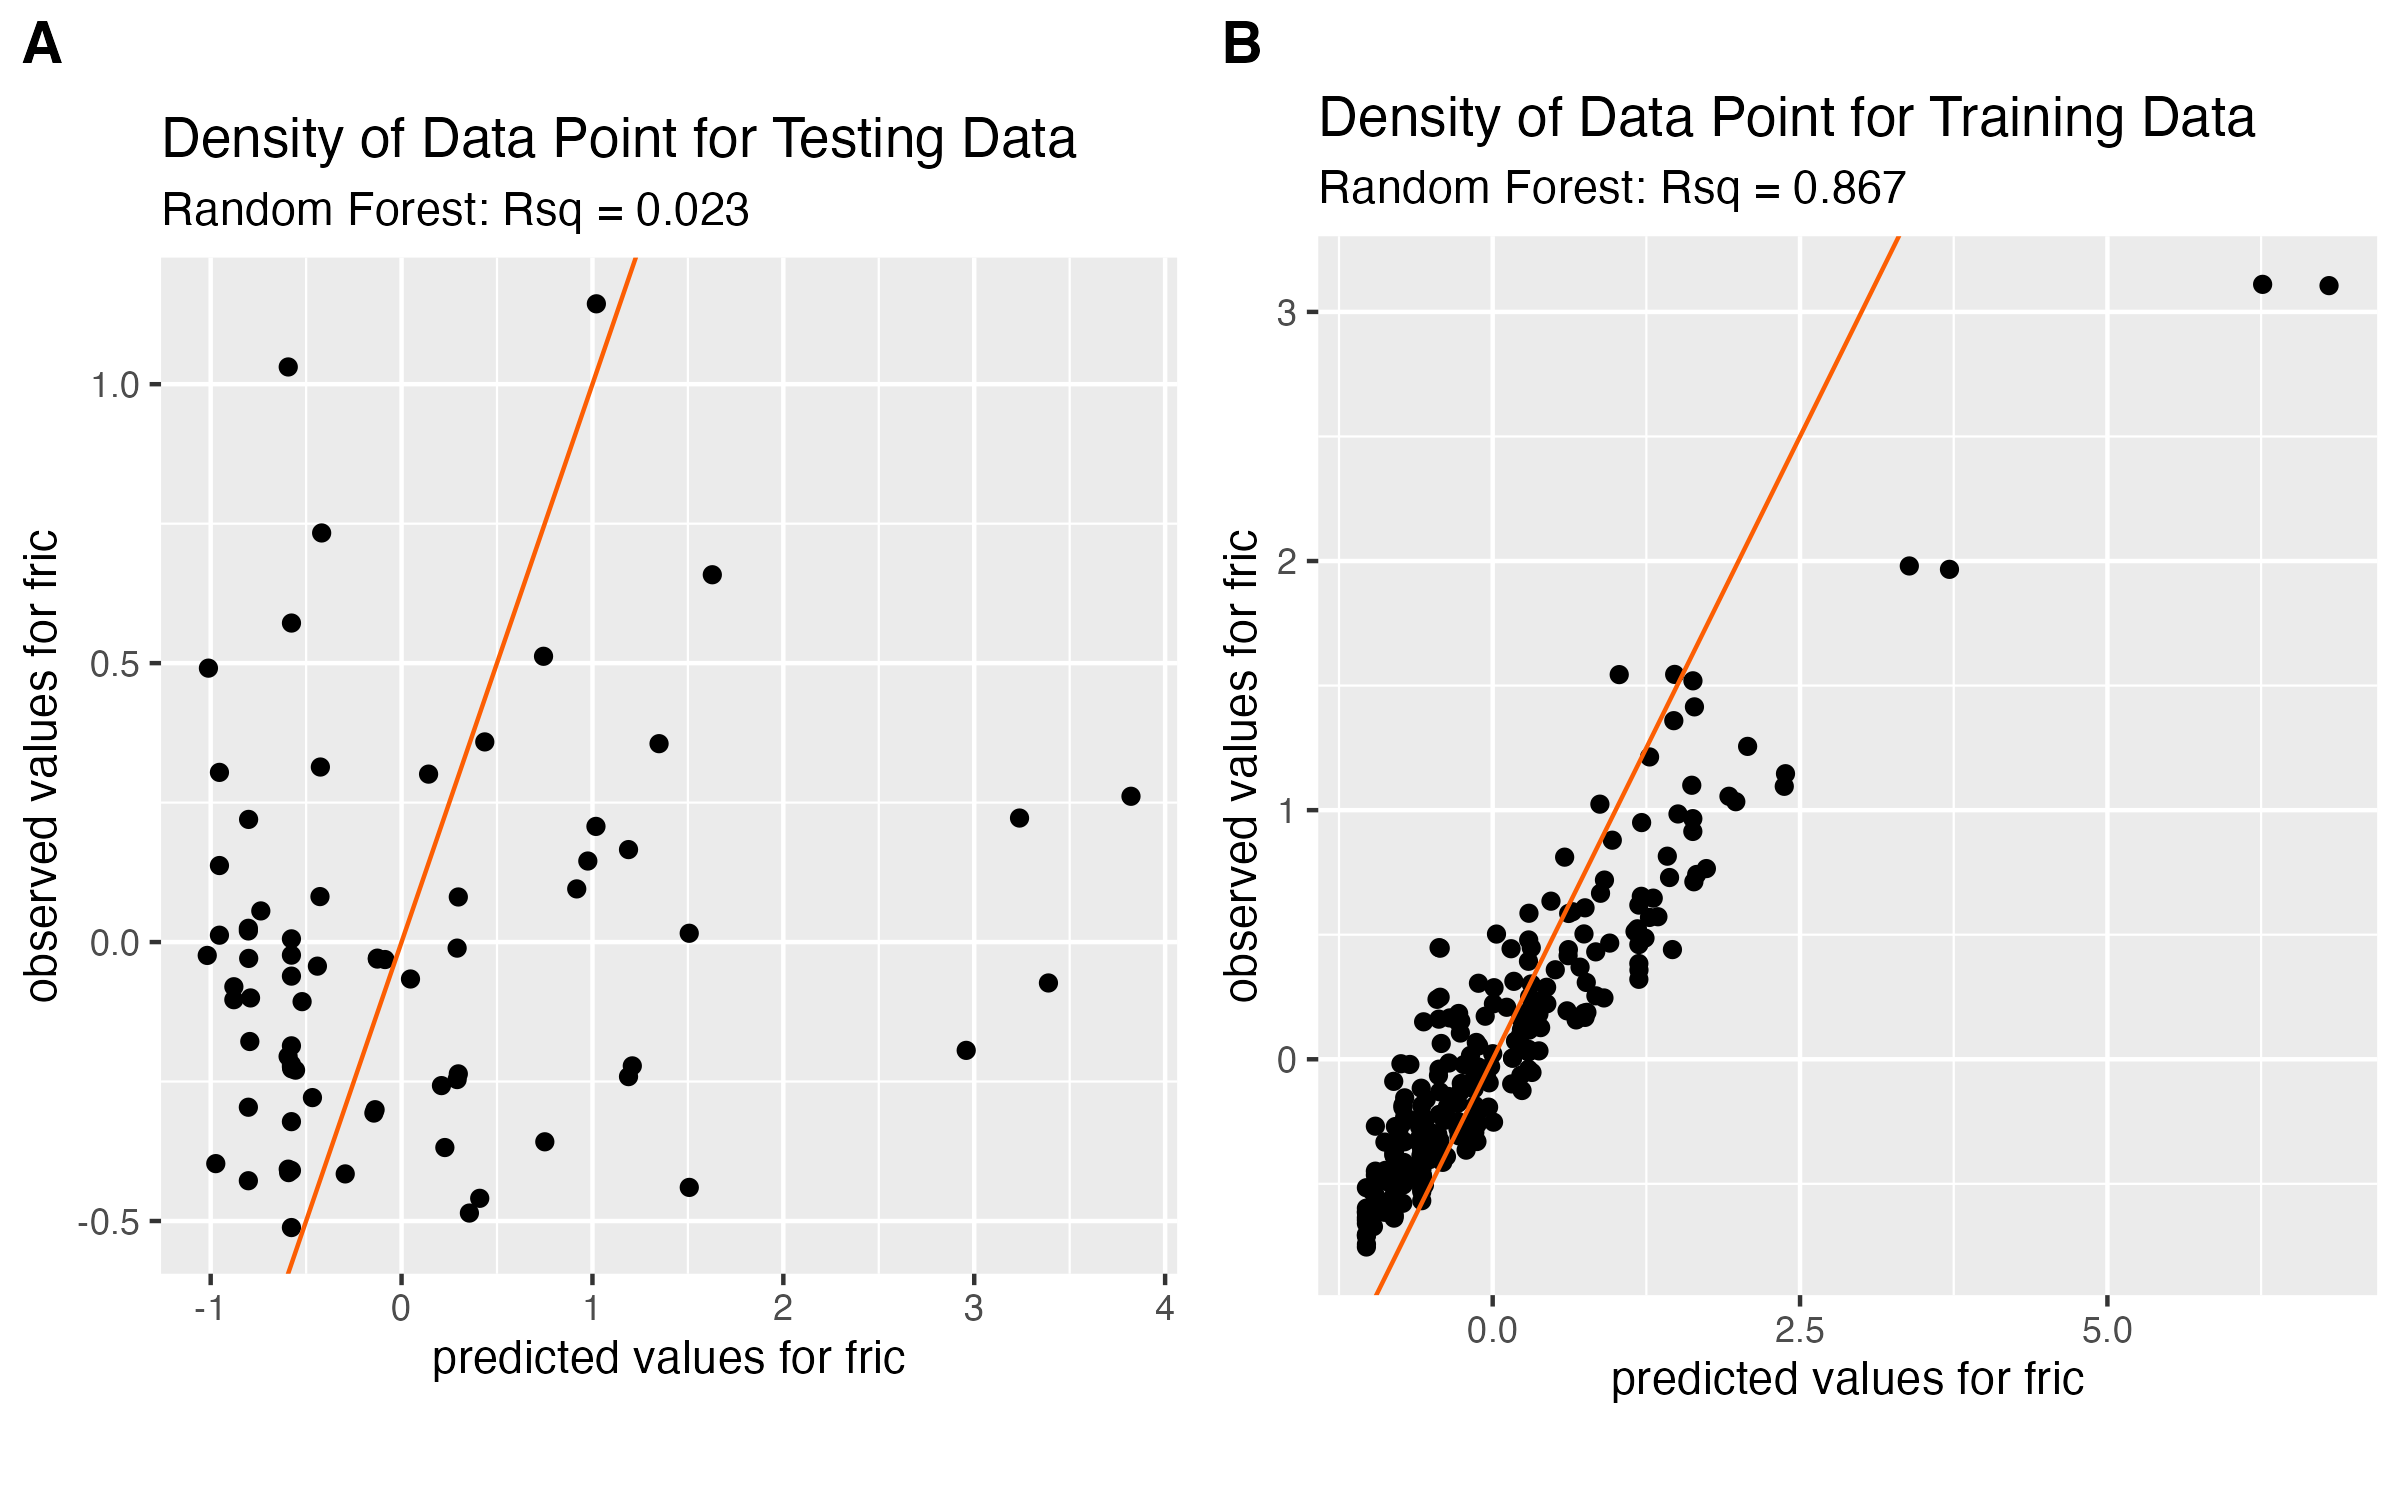 A
Density of Data Point for Testing Data
Random Forest: Rsq = 0.023
observed values for fric
1.0
0.5
0.0
-0.5
-1 0 1 2 3 4
predicted values for fric
B
Density of Data Point for Training Data
Random Forest: Rsq = 0.867
observed values for fric
3
2
1
0
0.0 2.5 5.0
predicted values for fric